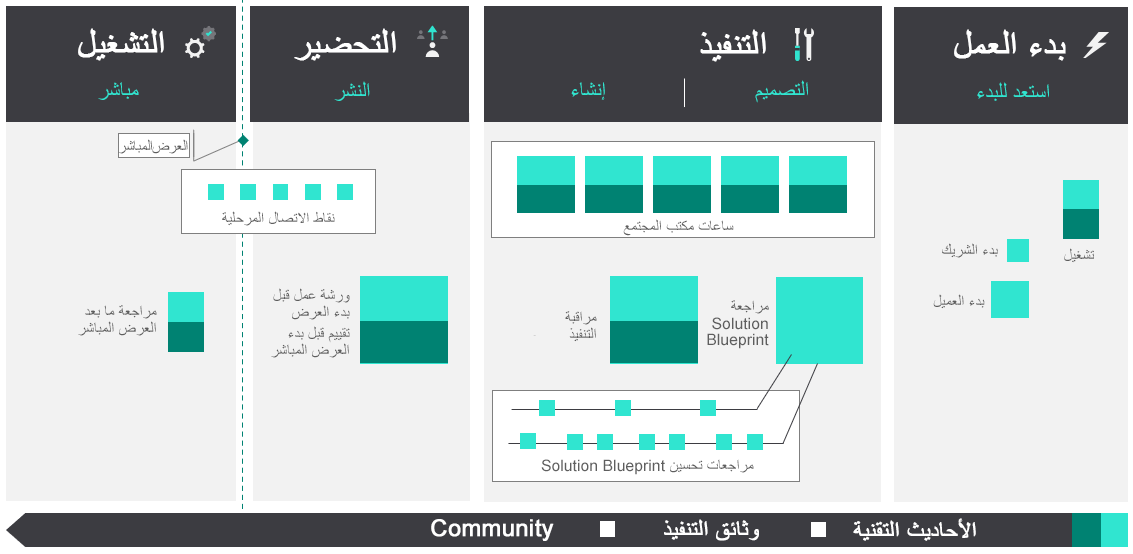 بدء العمل
استعد للبدء
تشغيل
بدء الشريك
بدء العميل
التنفيذ
التصميم
إنشاء
ساعات مكتب المجتمع
مراجعة
Solution
Blueprint
مراقبة
التنفيذ
مراجعات تحسين Solution Blueprint
التحضير
النشر
العرض المباشر
نقاط الاتصال المرحلية
ورشة عمل قبل
بدء العرض
تقييم قبل بدء
العرض المباشر
التشغيل
مباشر
مراجعة ما بعد
العرض المباشر
الأحاديث التقنية
وثائق التنفيذ
Community